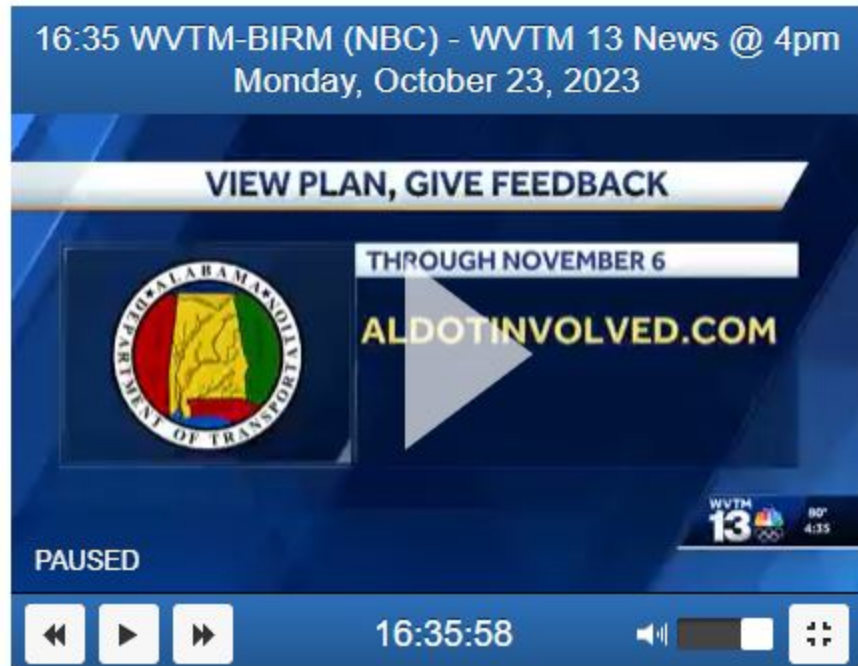 16:35 WVTM-BIRM (NBC) - WVTM 13 News @ 4pm
Monday, October 23, 2023
VIEW PLAN, GIVE FEEDBACK
THROUGH NOVEMBER 6
ALDOTINVOLVED.COM
ALABAMA
DEPARTMENT OF TRANSPORTATION
WVTM
13
80°
4:35
PAUSED
16:35:58